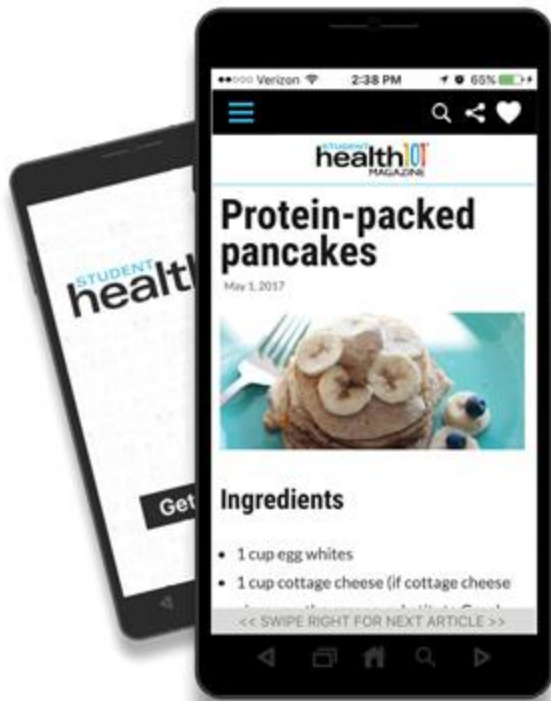 Verizon 2:38 PM 65%
STUDENT
health101
MAGAZINE
Protein-packed
pancakes
May 1, 2017
Ingredients
• 1 cup egg whites
• 1 cup cottage cheese (if cottage cheese
<< SWIPE RIGHT FOR NEXT ARTICLE >>
STUDENT
healt
Get